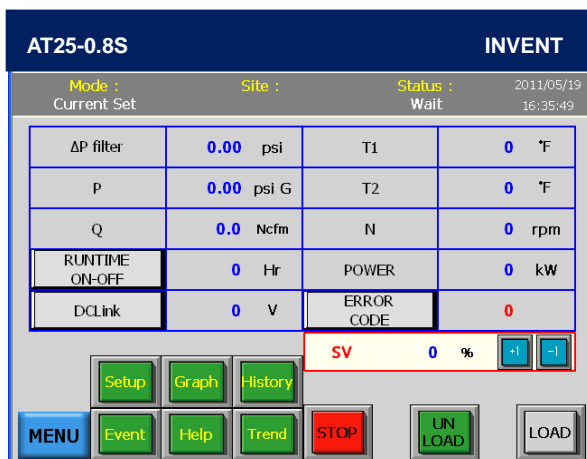 AT25-0.8S INVENT
Mode : Site : Status : 2011/05/19
Current Set Wait 16:35:49
ΔP filter 0.00 psi T1 0 °F
P 0.00 psi G T2 0 °F
Q 0.0 Ncfm N 0 rpm
RUNTIME
ON-OFF 0 Hr POWER 0 kW
DCLink 0 V ERROR
CODE 0
SV 0 % +1 -1
Setup Graph History
MENU Event Help Trend STOP UN
LOAD LOAD